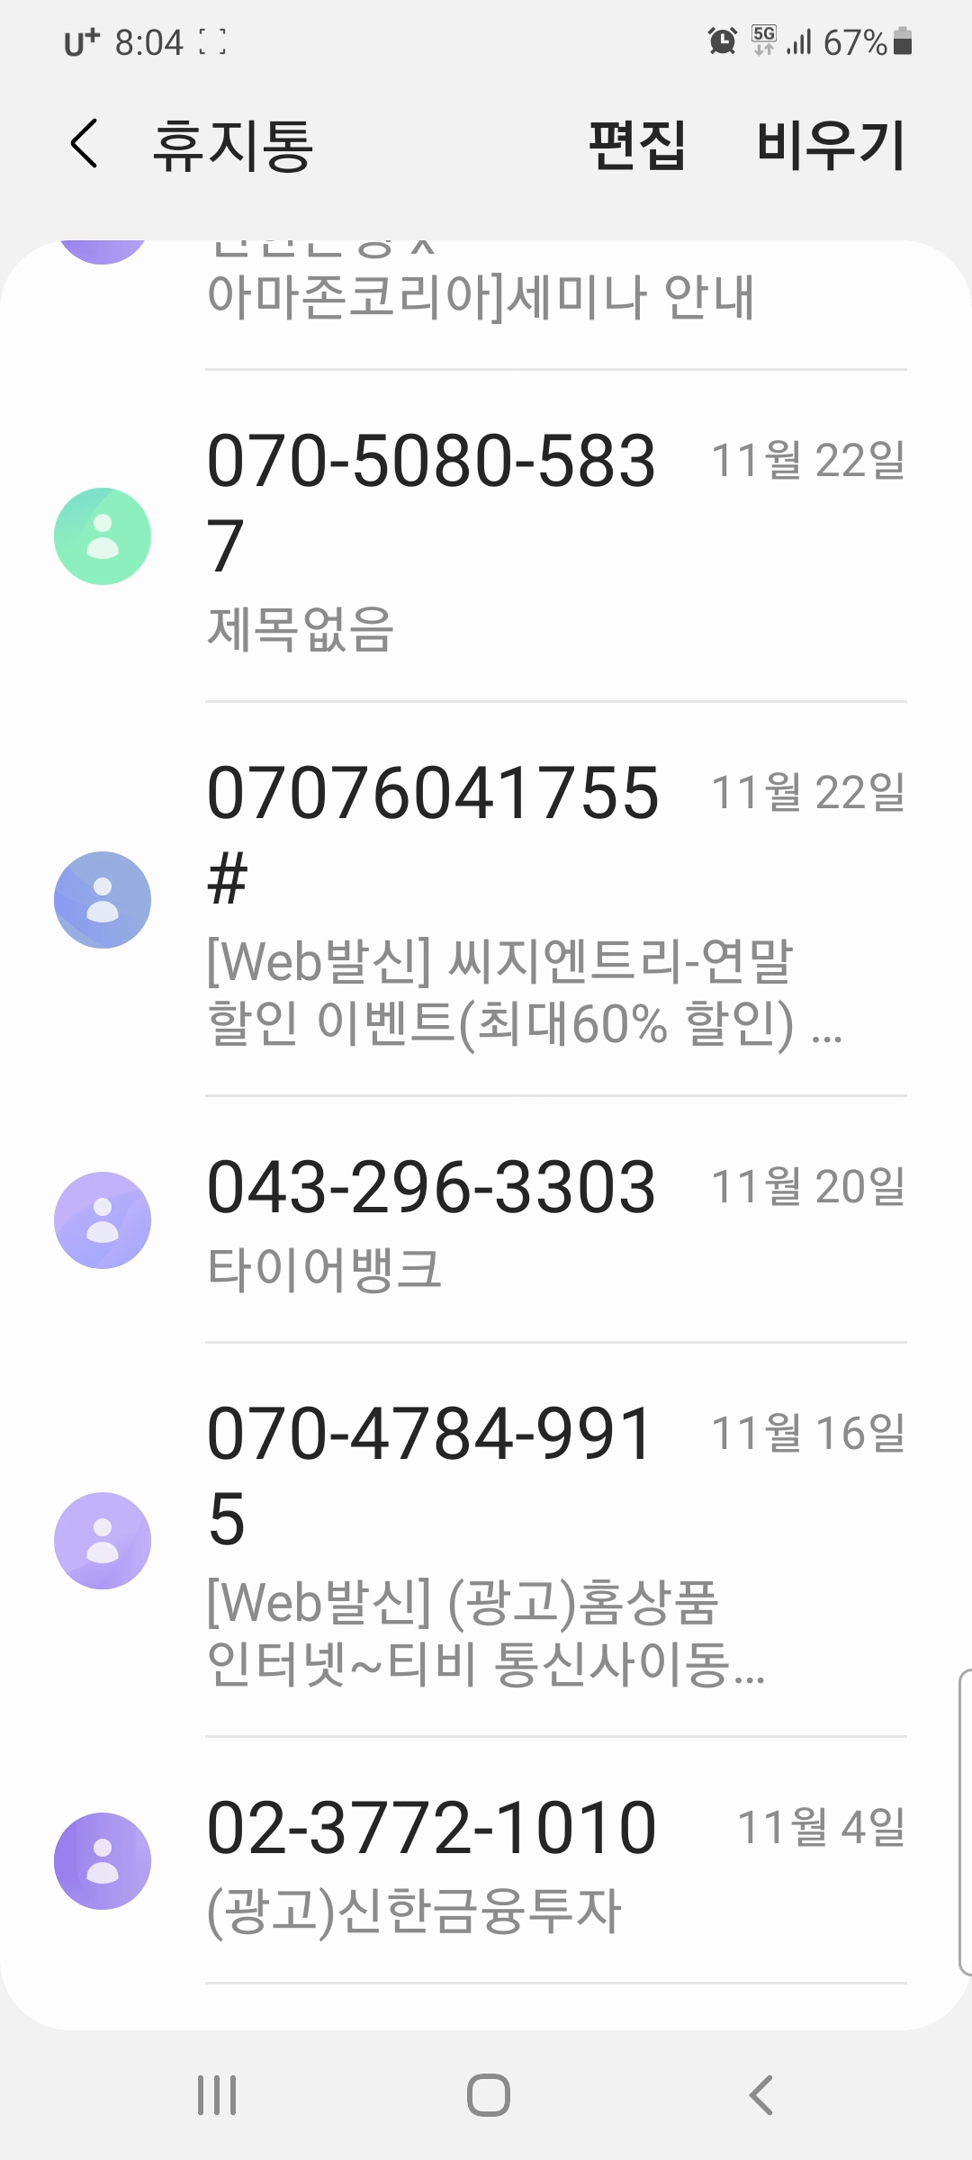 U+ 8:04 5G 67%
휴지통 편집 비우기
아마존코리아]세미나 안내
070-5080-583 11월 22일
7
제목없음
07076041755 11월 22일
#
[Web발신] 씨지엔트리-연말
할인 이벤트(최대60% 할인) ...
043-296-3303 11월 20일
타이어뱅크
070-4784-991 11월 16일
5
[Web발신] (광고)홈상품
인터넷~티비 통신사이동...
02-3772-1010 11월 4일
(광고)신한금융투자